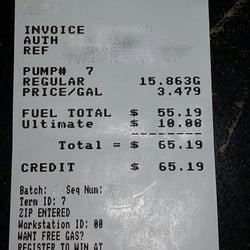 INVOICE
AUTH
REF
PUMP# 7
REGULAR 15.863G
PRICE/GAL 3.479
FUEL TOTAL $ 55.19
Ultimate $ 10.00
Total = $ 65.19
CREDIT $ 65.19
Batch: Seq Num:
Term ID: 7
ZIP ENTERED
Workstation ID: 00
WANT FREE GAS?
REGISTER TO WIN AT